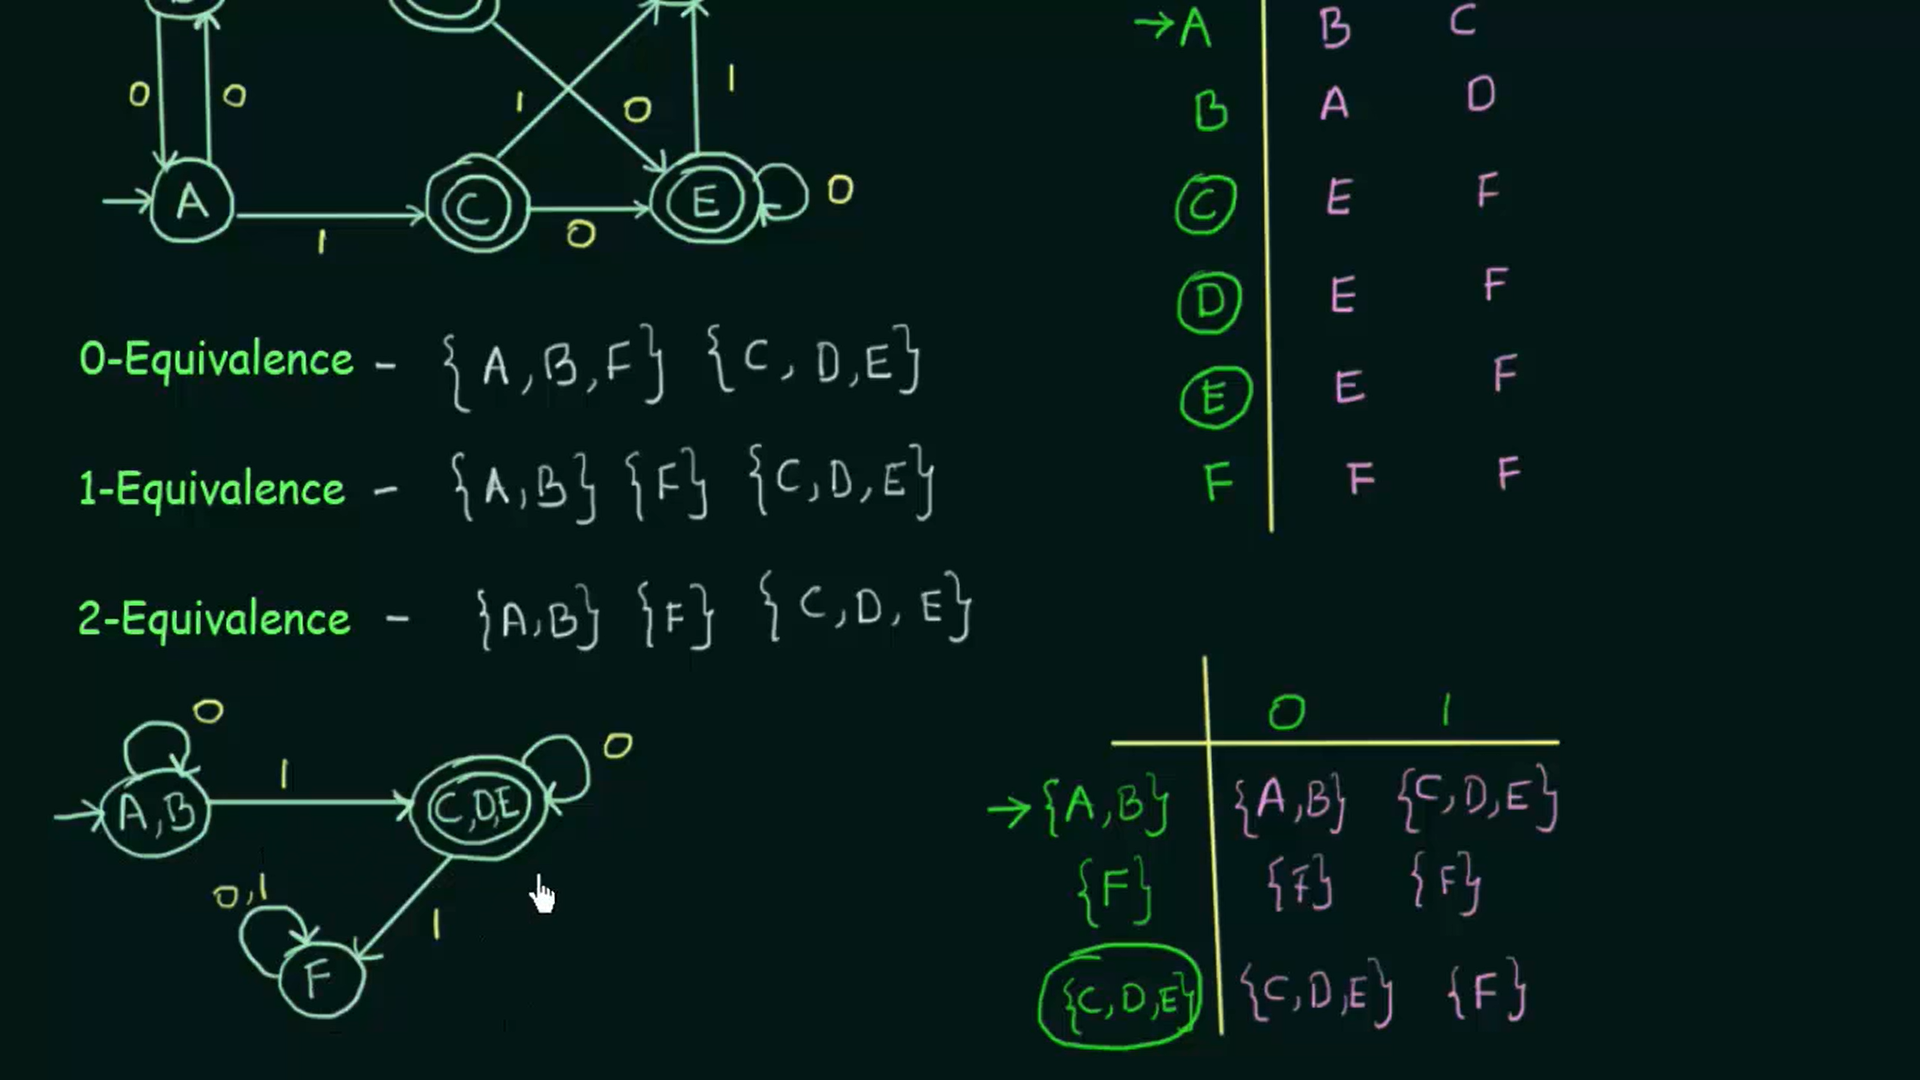 →A B C
B A D
C E F
D E F
E E F
F F F
0 0 1 0 1
A C E 0
1 0
0-Equivalence - {A,B,F} {C,D,E}
1-Equivalence - {A,B} {F} {C,D,E}
2-Equivalence - {A,B} {F} {C,D,E}
0 1
→{A,B} {A,B} {C,D,E}
{F} {F} {F}
{C,D,E} {C,D,E} {F}
0 1 0
A,B C,D,E
0,1 1
F